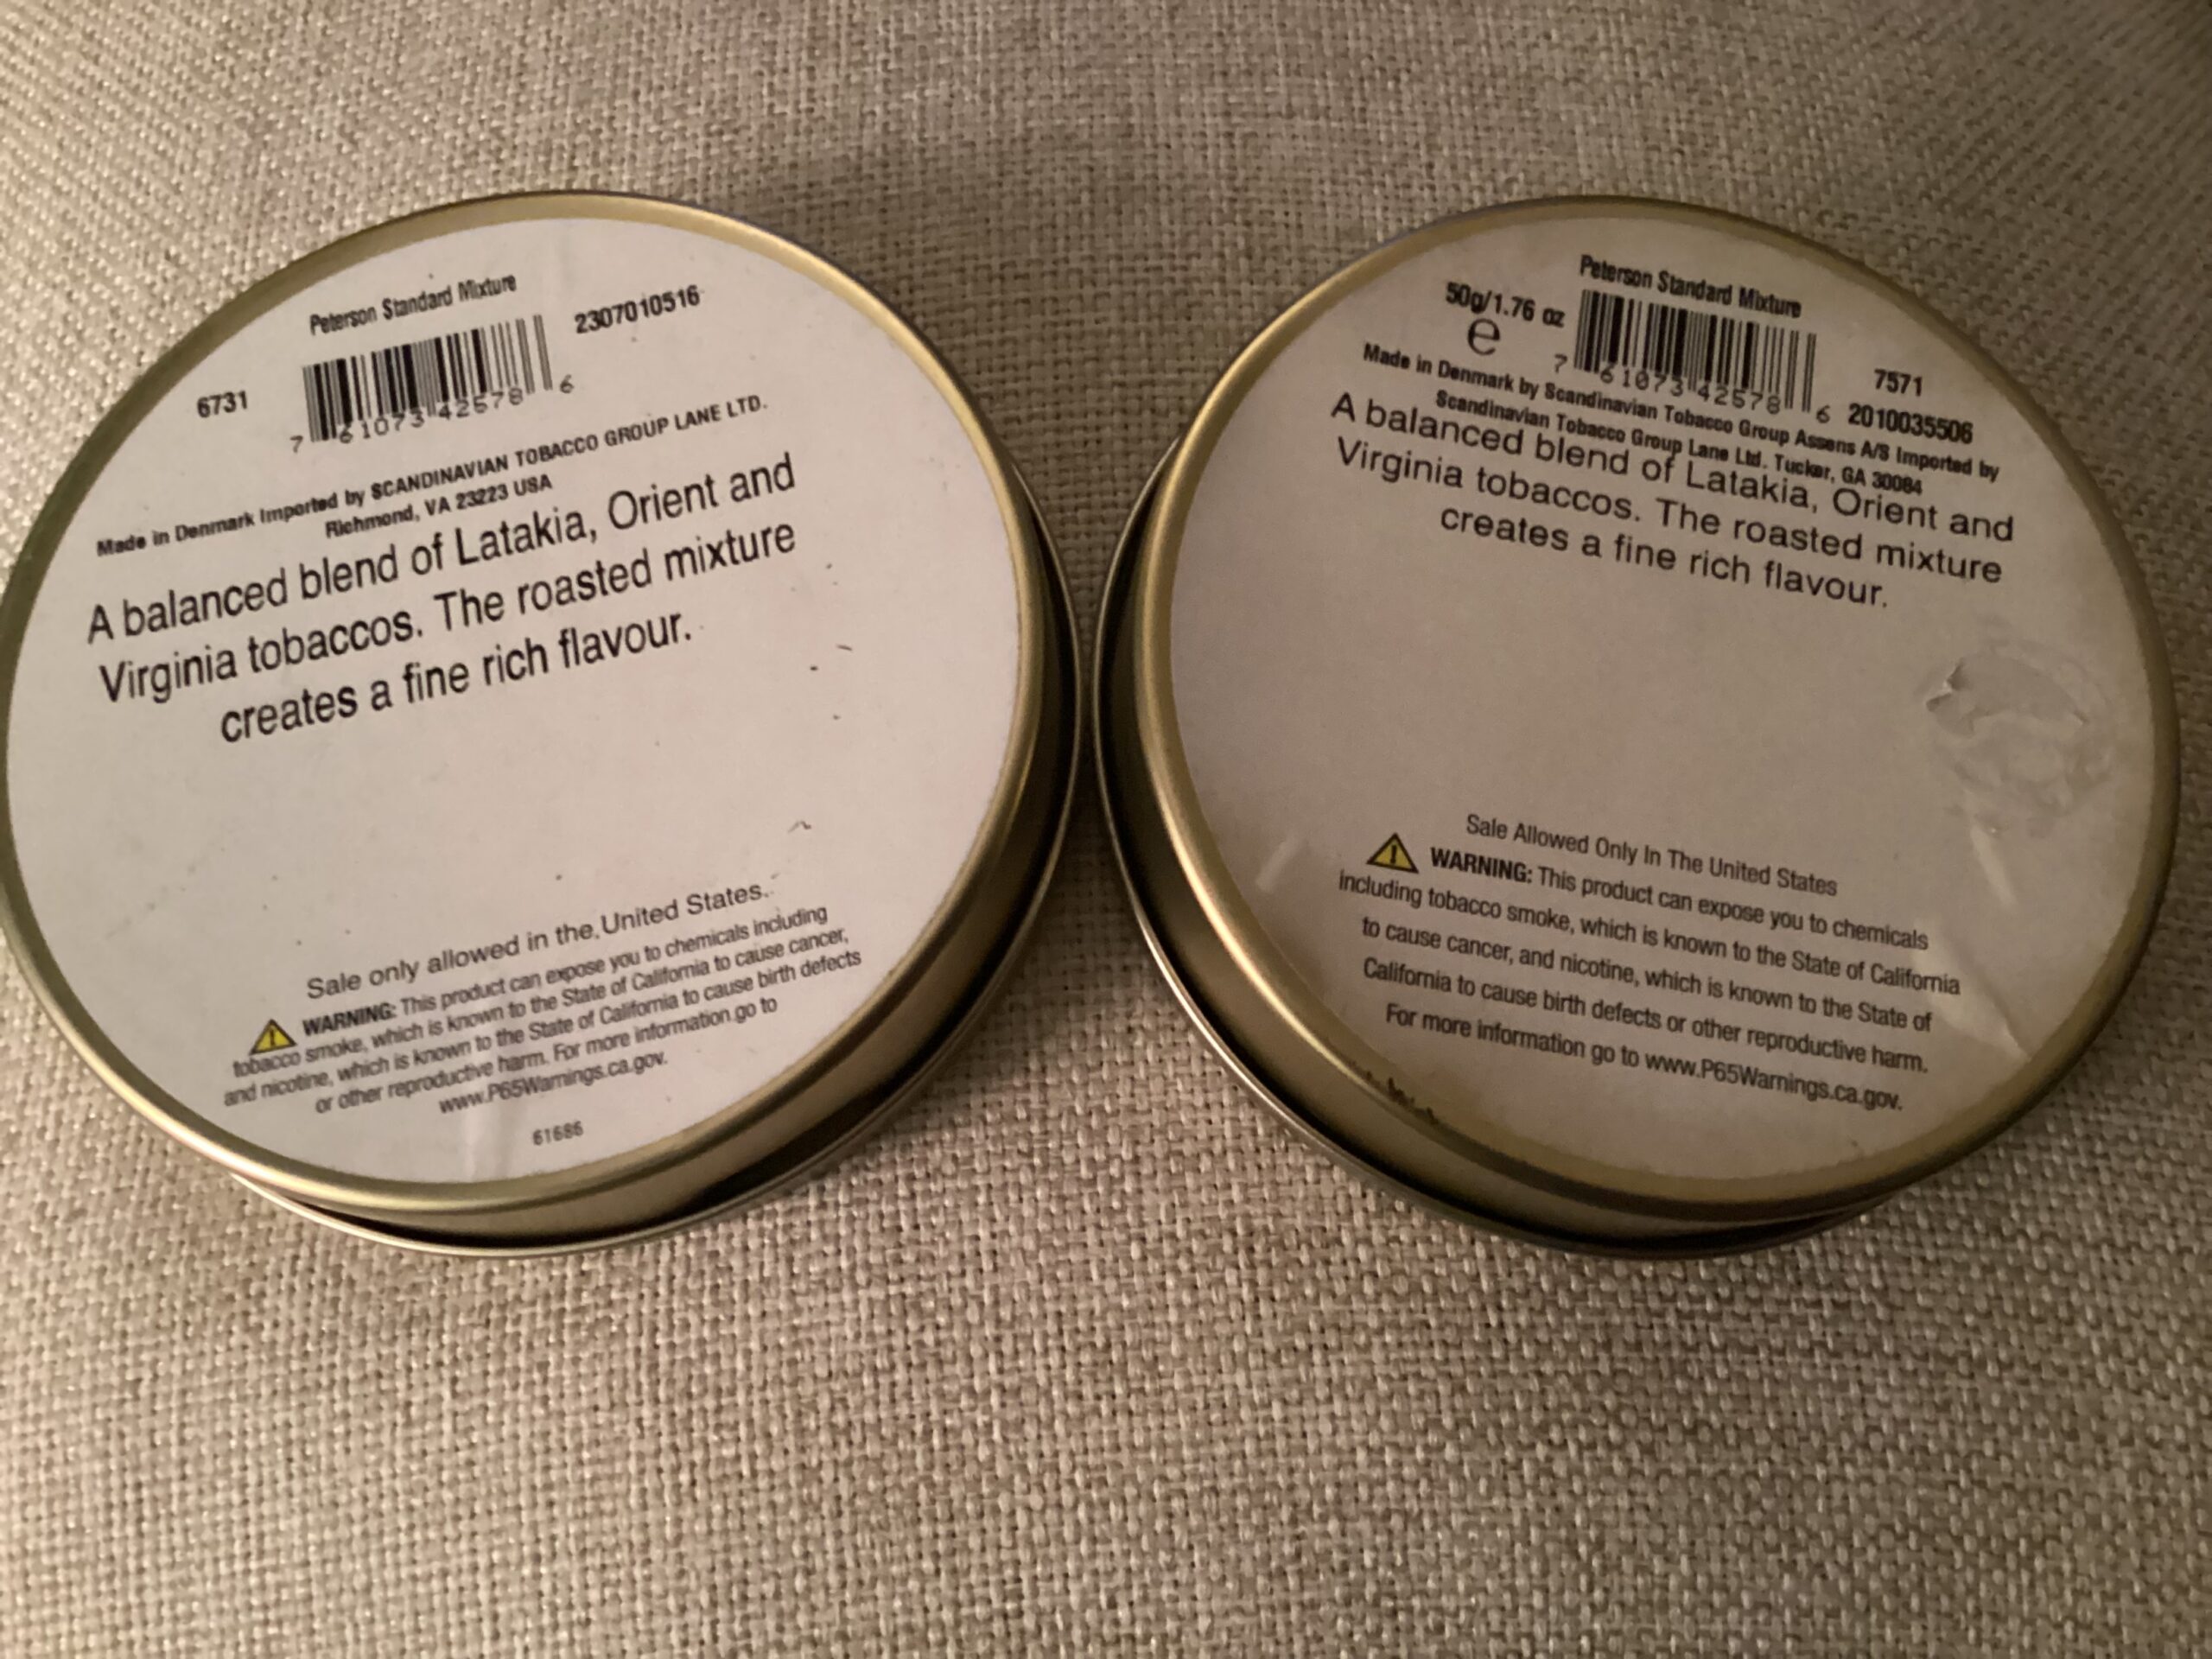 Peterson Standard Mixture
6731
2307010516
7 61073 42578 6
Made in Denmark Imported by SCANDINAVIAN TOBACCO GROUP LANE LTD.
Richmond, VA 23223 USA
A balanced blend of Latakia, Orient and
Virginia tobaccos. The roasted mixture
creates a fine rich flavour.
Sale only allowed in the United States.
WARNING: This product can expose you to chemicals including
tobacco smoke, which is known to the State of California to cause cancer,
and nicotine, which is known to the State of California to cause birth defects
or other reproductive harm. For more information go to
www.P65Warnings.ca.gov.
61686
Peterson Standard Mixture
50g/1.76 oz
e
7 61073 42578 6
7571
2010035506
Made in Denmark by Scandinavian Tobacco Group Assens A/S Imported by
Scandinavian Tobacco Group Lane Ltd. Tucker, GA 30084
A balanced blend of Latakia, Orient and
Virginia tobaccos. The roasted mixture
creates a fine rich flavour.
Sale Allowed Only In The United States
WARNING: This product can expose you to chemicals
including tobacco smoke, which is known to the State of California
to cause cancer, and nicotine, which is known to the State of
California to cause birth defects or other reproductive harm.
For more information go to www.P65Warnings.ca.gov.